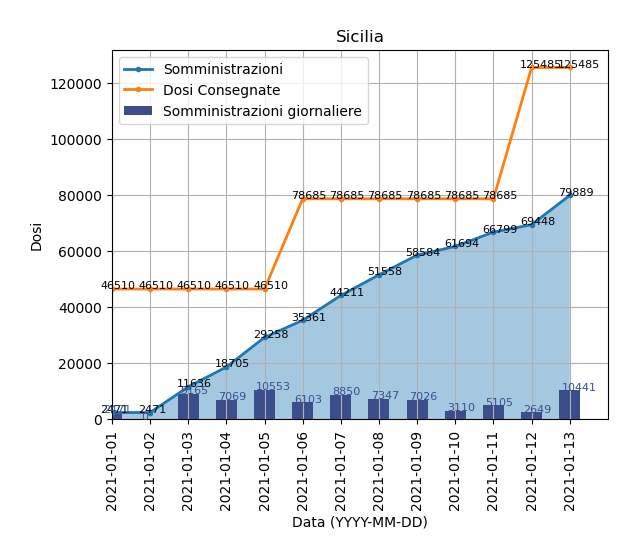 Sicilia
Somministrazioni
Dosi Consegnate
Somministrazioni giornaliere
120000
100000
80000
60000
40000
20000
0
Dosi
125485 125485
78685 78685 78685 78685 78685 78685
46510 46510 46510 46510 46510
2471 2471 11636 18705 29258 35361 44211 51558 58584 61694 66799 69448 79889
9165 7069 10553 6103 8850 7347 7026 3110 5105 2649 10441
2021-01-01
2021-01-02
2021-01-03
2021-01-04
2021-01-05
2021-01-06
2021-01-07
2021-01-08
2021-01-09
2021-01-10
2021-01-11
2021-01-12
2021-01-13
Data (YYYY-MM-DD)